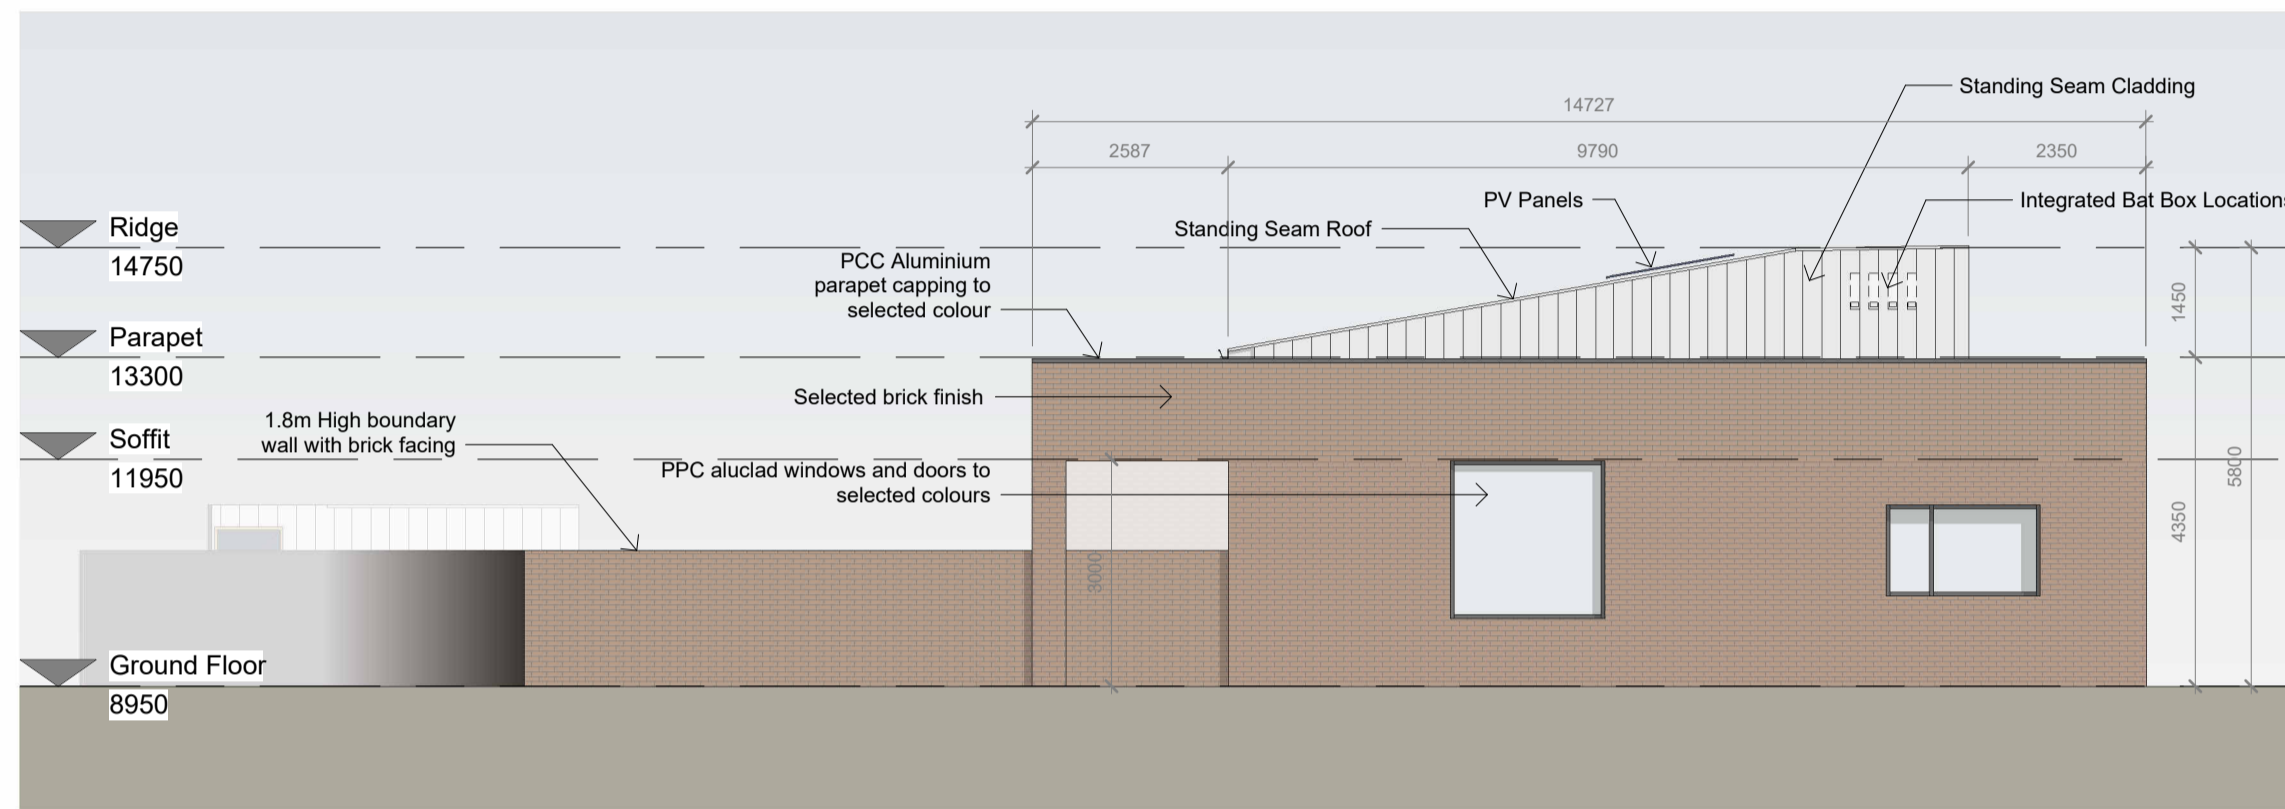 Standing Seam Cladding
14727
2587
9790
2350
PV Panels
Integrated Bat Box Locations
Standing Seam Roof
Ridge
14750
PCC Aluminium
parapet capping to
selected colour
1450
Parapet
13300
Selected brick finish
1.8m High boundary
wall with brick facing
Soffit
11950
PPC aluclad windows and doors to
selected colours
5800
4350
3000
Ground Floor
8950